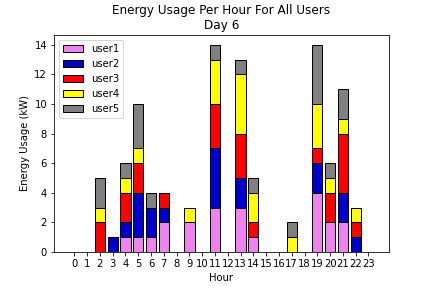 Energy Usage Per Hour For All Users
Day 6
user1
user2
user3
user4
user5
Energy Usage (kW)
14
12
10
8
6
4
2
0
0 1 2 3 4 5 6 7 8 9 10 11 12 13 14 15 16 17 18 19 20 21 22 23
Hour